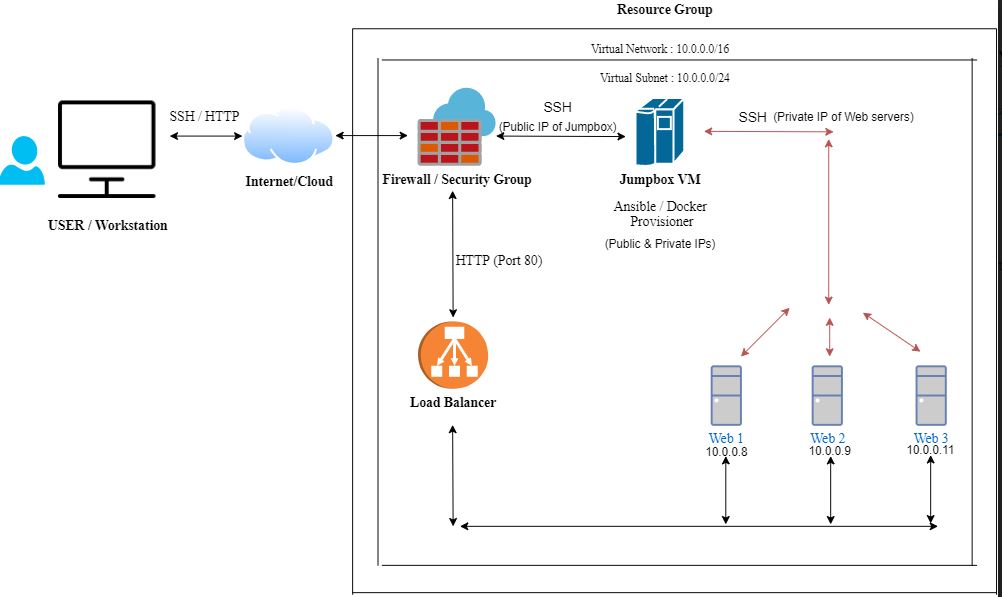 Resource Group
Virtual Network : 10.0.0.0/16
Virtual Subnet : 10.0.0.0/24
SSH / HTTP
SSH
(Public IP of Jumpbox)
SSH (Private IP of Web servers)
USER / Workstation
Internet/Cloud
Firewall / Security Group
Jumpbox VM
Ansible / Docker
Provisioner
(Public & Private IPs)
HTTP (Port 80)
Load Balancer
Web 1
10.0.0.8
Web 2
10.0.0.9
Web 3
10.0.0.11